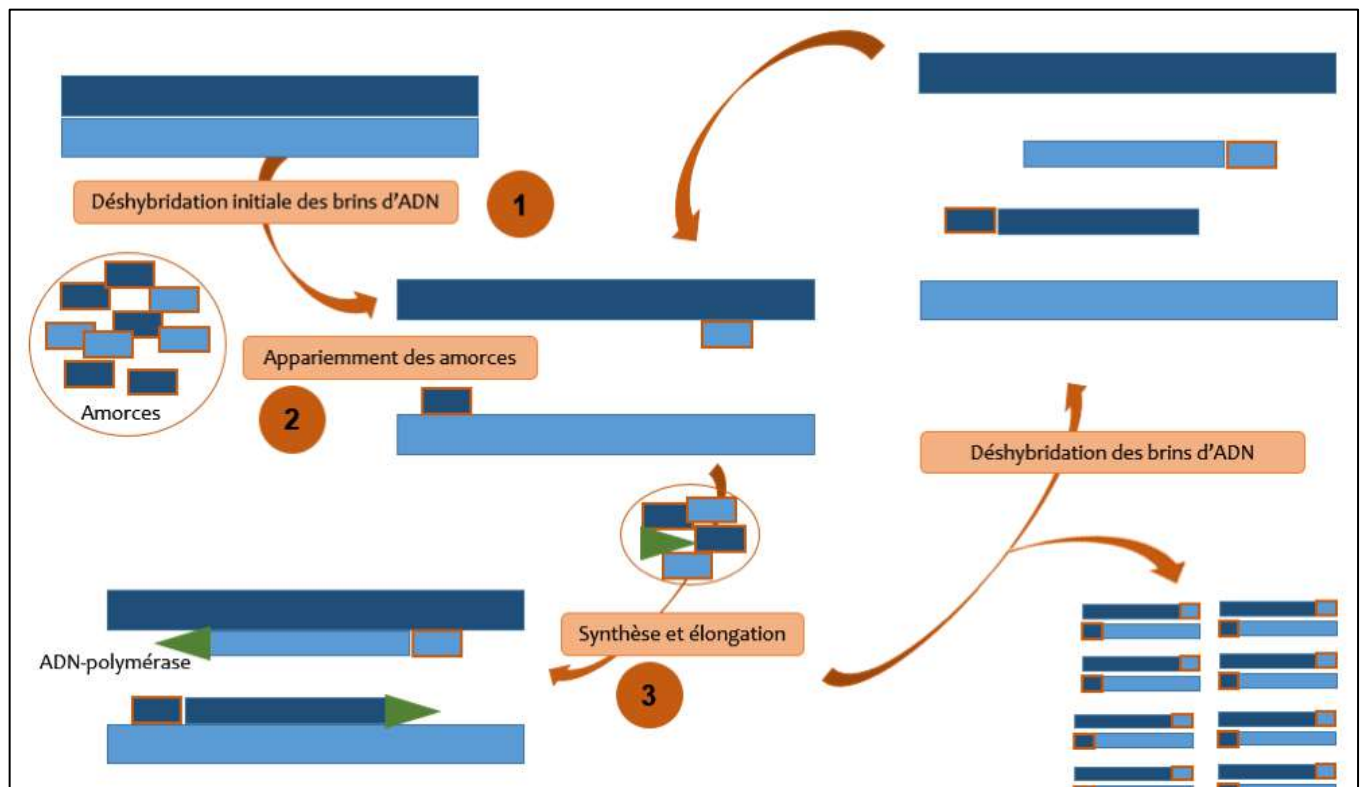 Déshybridation initiale des brins d'ADN
1
Amorces
Appariemment des amorces
2
Déshybridation des brins d'ADN
ADN-polymérase
Synthèse et élongation
3